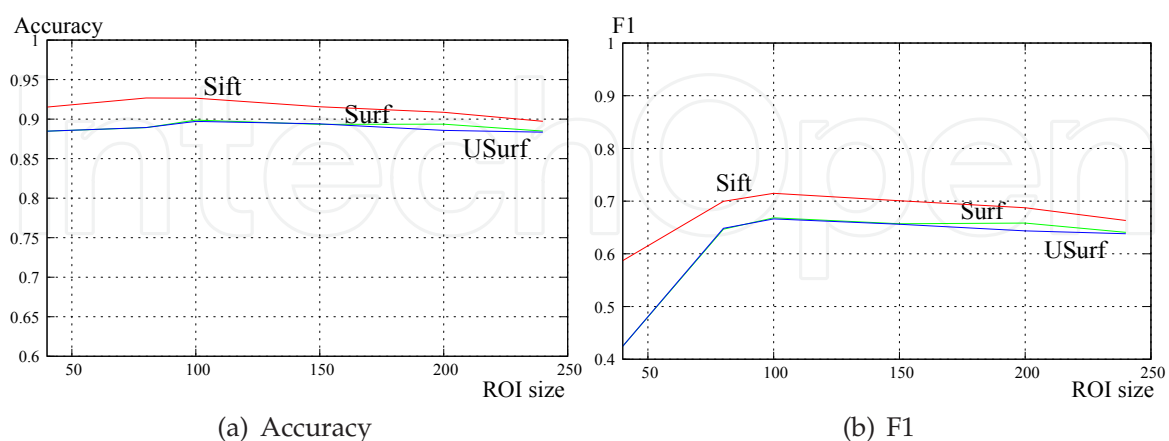 Accuracy
1
0.95
0.9
0.85
0.8
0.75
0.7
0.65
0.6
50
100
150
200
250
ROI size
Sift
Surf
USurf
(a) Accuracy
F1
1
0.9
0.8
0.7
0.6
0.5
0.4
50
100
150
200
250
ROI size
Sift
Surf
USurf
(b) F1
IntechOpen